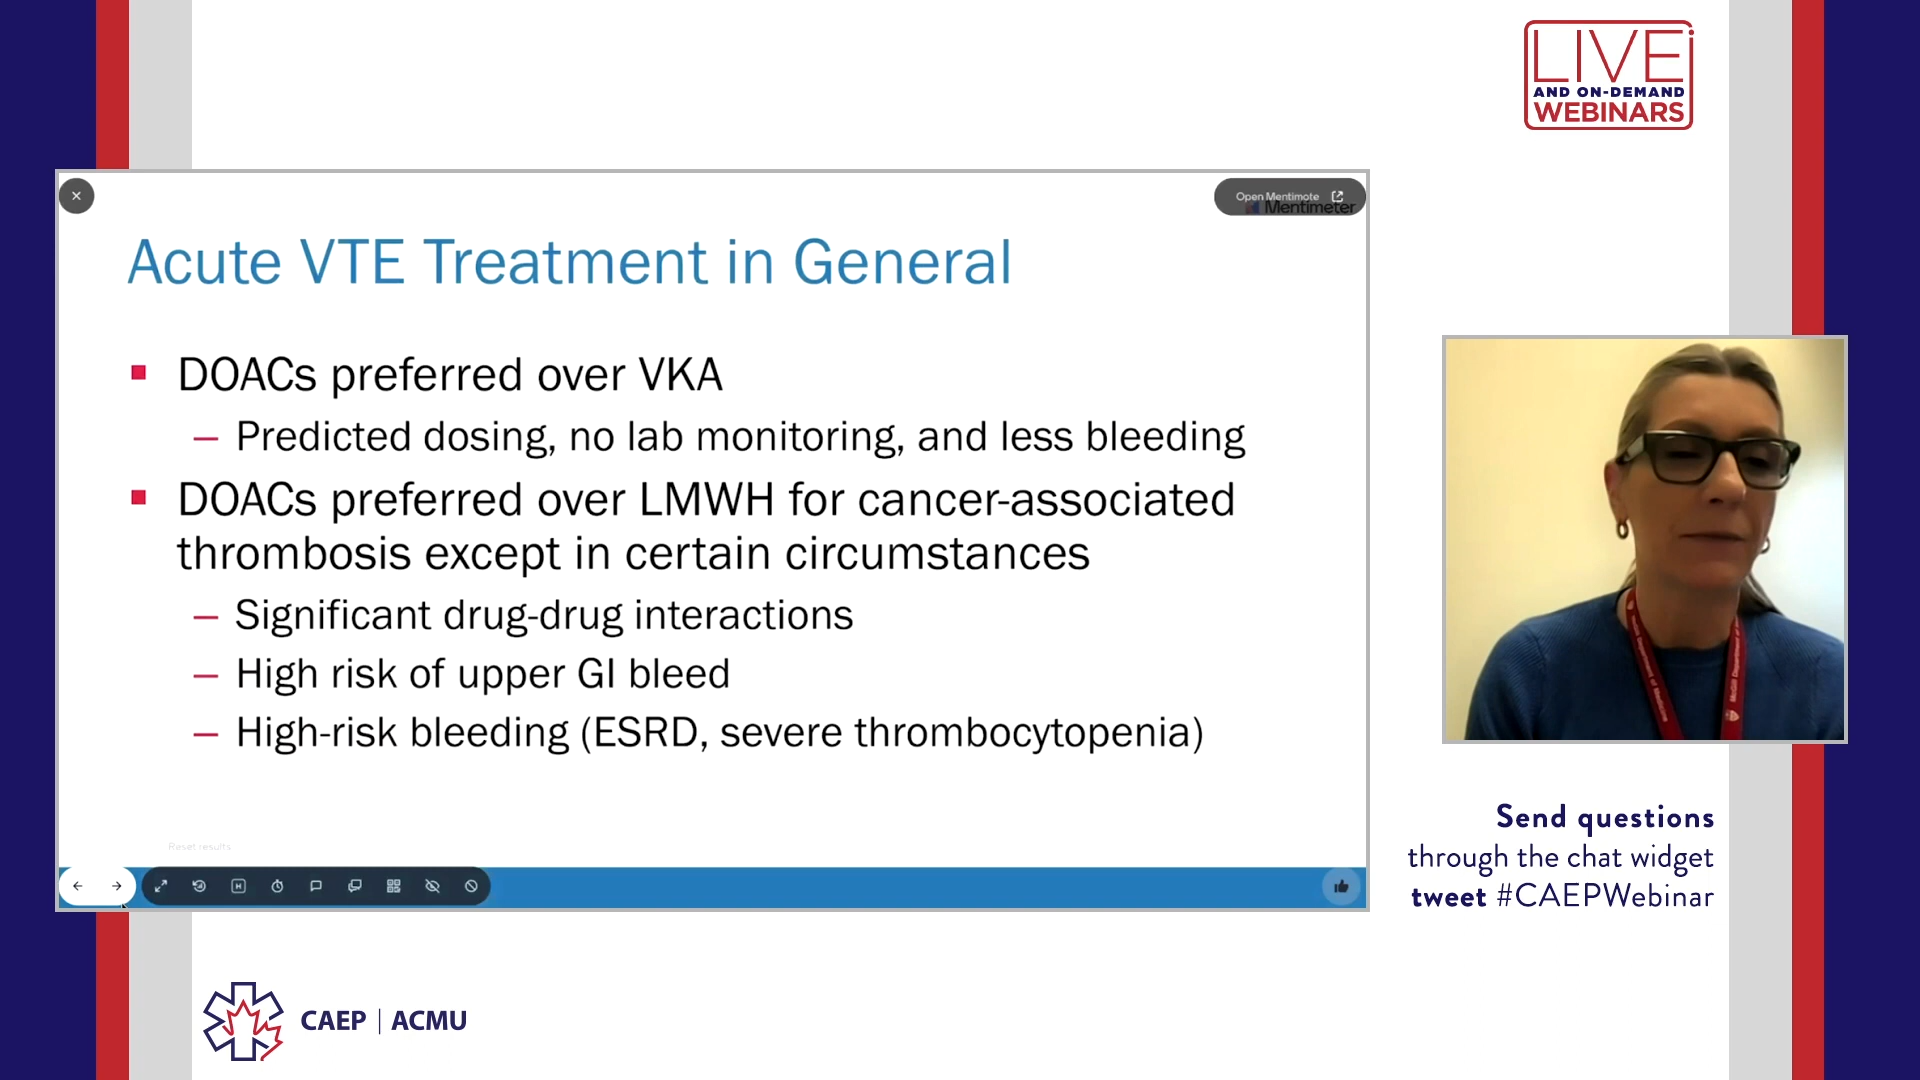 LIVE
AND ON-DEMAND
WEBINARS
Open Mentimote
Mentimeter
Acute VTE Treatment in General
DOACs preferred over VKA
– Predicted dosing, no lab monitoring, and less bleeding
DOACs preferred over LMWH for cancer-associated
thrombosis except in certain circumstances
– Significant drug-drug interactions
– High risk of upper GI bleed
– High-risk bleeding (ESRD, severe thrombocytopenia)
Reset results
Send questions
through the chat widget
tweet #CAEPWebinar
CAEP | ACMU